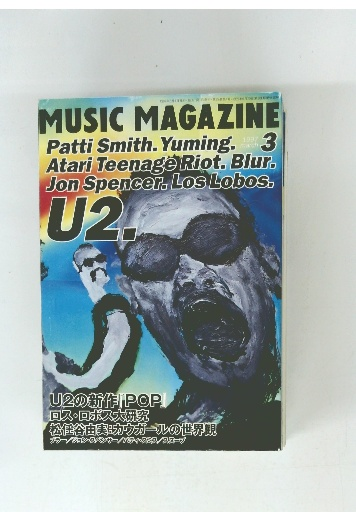 MUSIC MAGAZINE
Patti Smith. Yuming. 1997 3
Atari Teenage Riot. Blur.
Jon Spencer. Los Lobos.
U2.
U2の新作『POP』
ロス・ロボス大研究
松任谷由実:カウガールの世界観